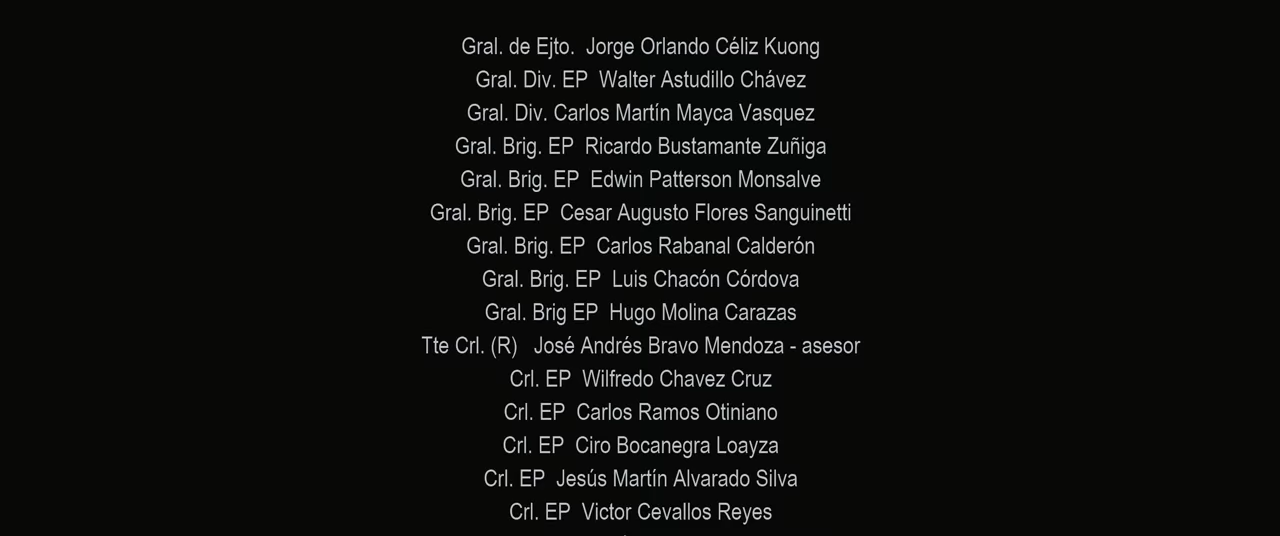 Gral. de Ejto.  Jorge Orlando Céliz Kuong
Gral. Div. EP  Walter Astudillo Chávez
Gral. Div. Carlos Martín Mayca Vasquez
Gral. Brig. EP  Ricardo Bustamante Zuñiga
Gral. Brig. EP  Edwin Patterson Monsalve
Gral. Brig. EP  Cesar Augusto Flores Sanguinetti
Gral. Brig. EP  Carlos Rabanal Calderón
Gral. Brig. EP  Luis Chacón Córdova
Gral. Brig EP  Hugo Molina Carazas
Tte Crl. (R)   José Andrés Bravo Mendoza - asesor
Crl. EP  Wilfredo Chavez Cruz
Crl. EP  Carlos Ramos Otiniano
Crl. EP  Ciro Bocanegra Loayza
Crl. EP  Jesús Martín Alvarado Silva
Crl. EP  Victor Cevallos Reyes